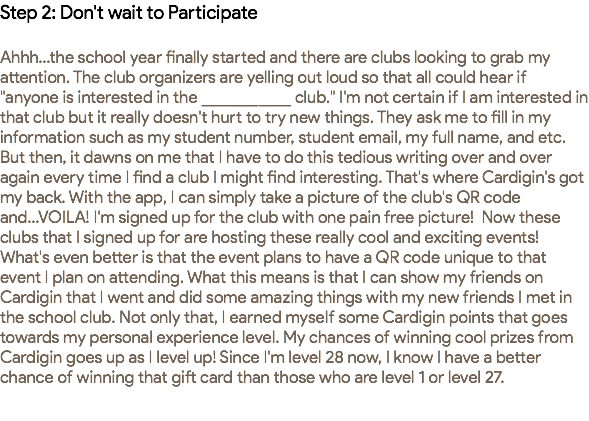 Step 2: Don't wait to Participate
Ahhh...the school year finally started and there are clubs looking to grab my
attention. The club organizers are yelling out loud so that all could hear if
"anyone is interested in the ___________ club." I'm not certain if I am interested in
that club but it really doesn't hurt to try new things. They ask me to fill in my
information such as my student number, student email, my full name, and etc.
But then, it dawns on me that I have to do this tedious writing over and over
again every time I find a club I might find interesting. That's where Cardigin's got
my back. With the app, I can simply take a picture of the club's QR code
and...VOILA! I'm signed up for the club with one pain free picture!  Now these
clubs that I signed up for are hosting these really cool and exciting events!
What's even better is that the event plans to have a QR code unique to that
event I plan on attending. What this means is that I can show my friends on
Cardigin that I went and did some amazing things with my new friends I met in
the school club. Not only that, I earned myself some Cardigin points that goes
towards my personal experience level. My chances of winning cool prizes from
Cardigin goes up as I level up! Since I'm level 28 now, I know I have a better
chance of winning that gift card than those who are level 1 or level 27.